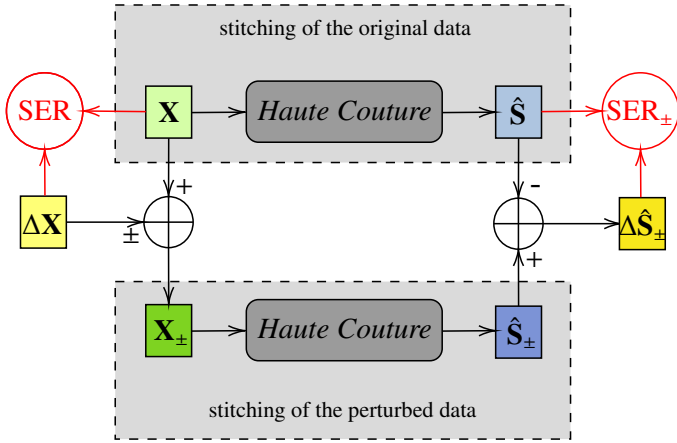 stitching of the original data
SER X Haute Couture Ŝ SER±
+ -
ΔX ± ΔŜ±
+
X± Haute Couture Ŝ±
stitching of the perturbed data